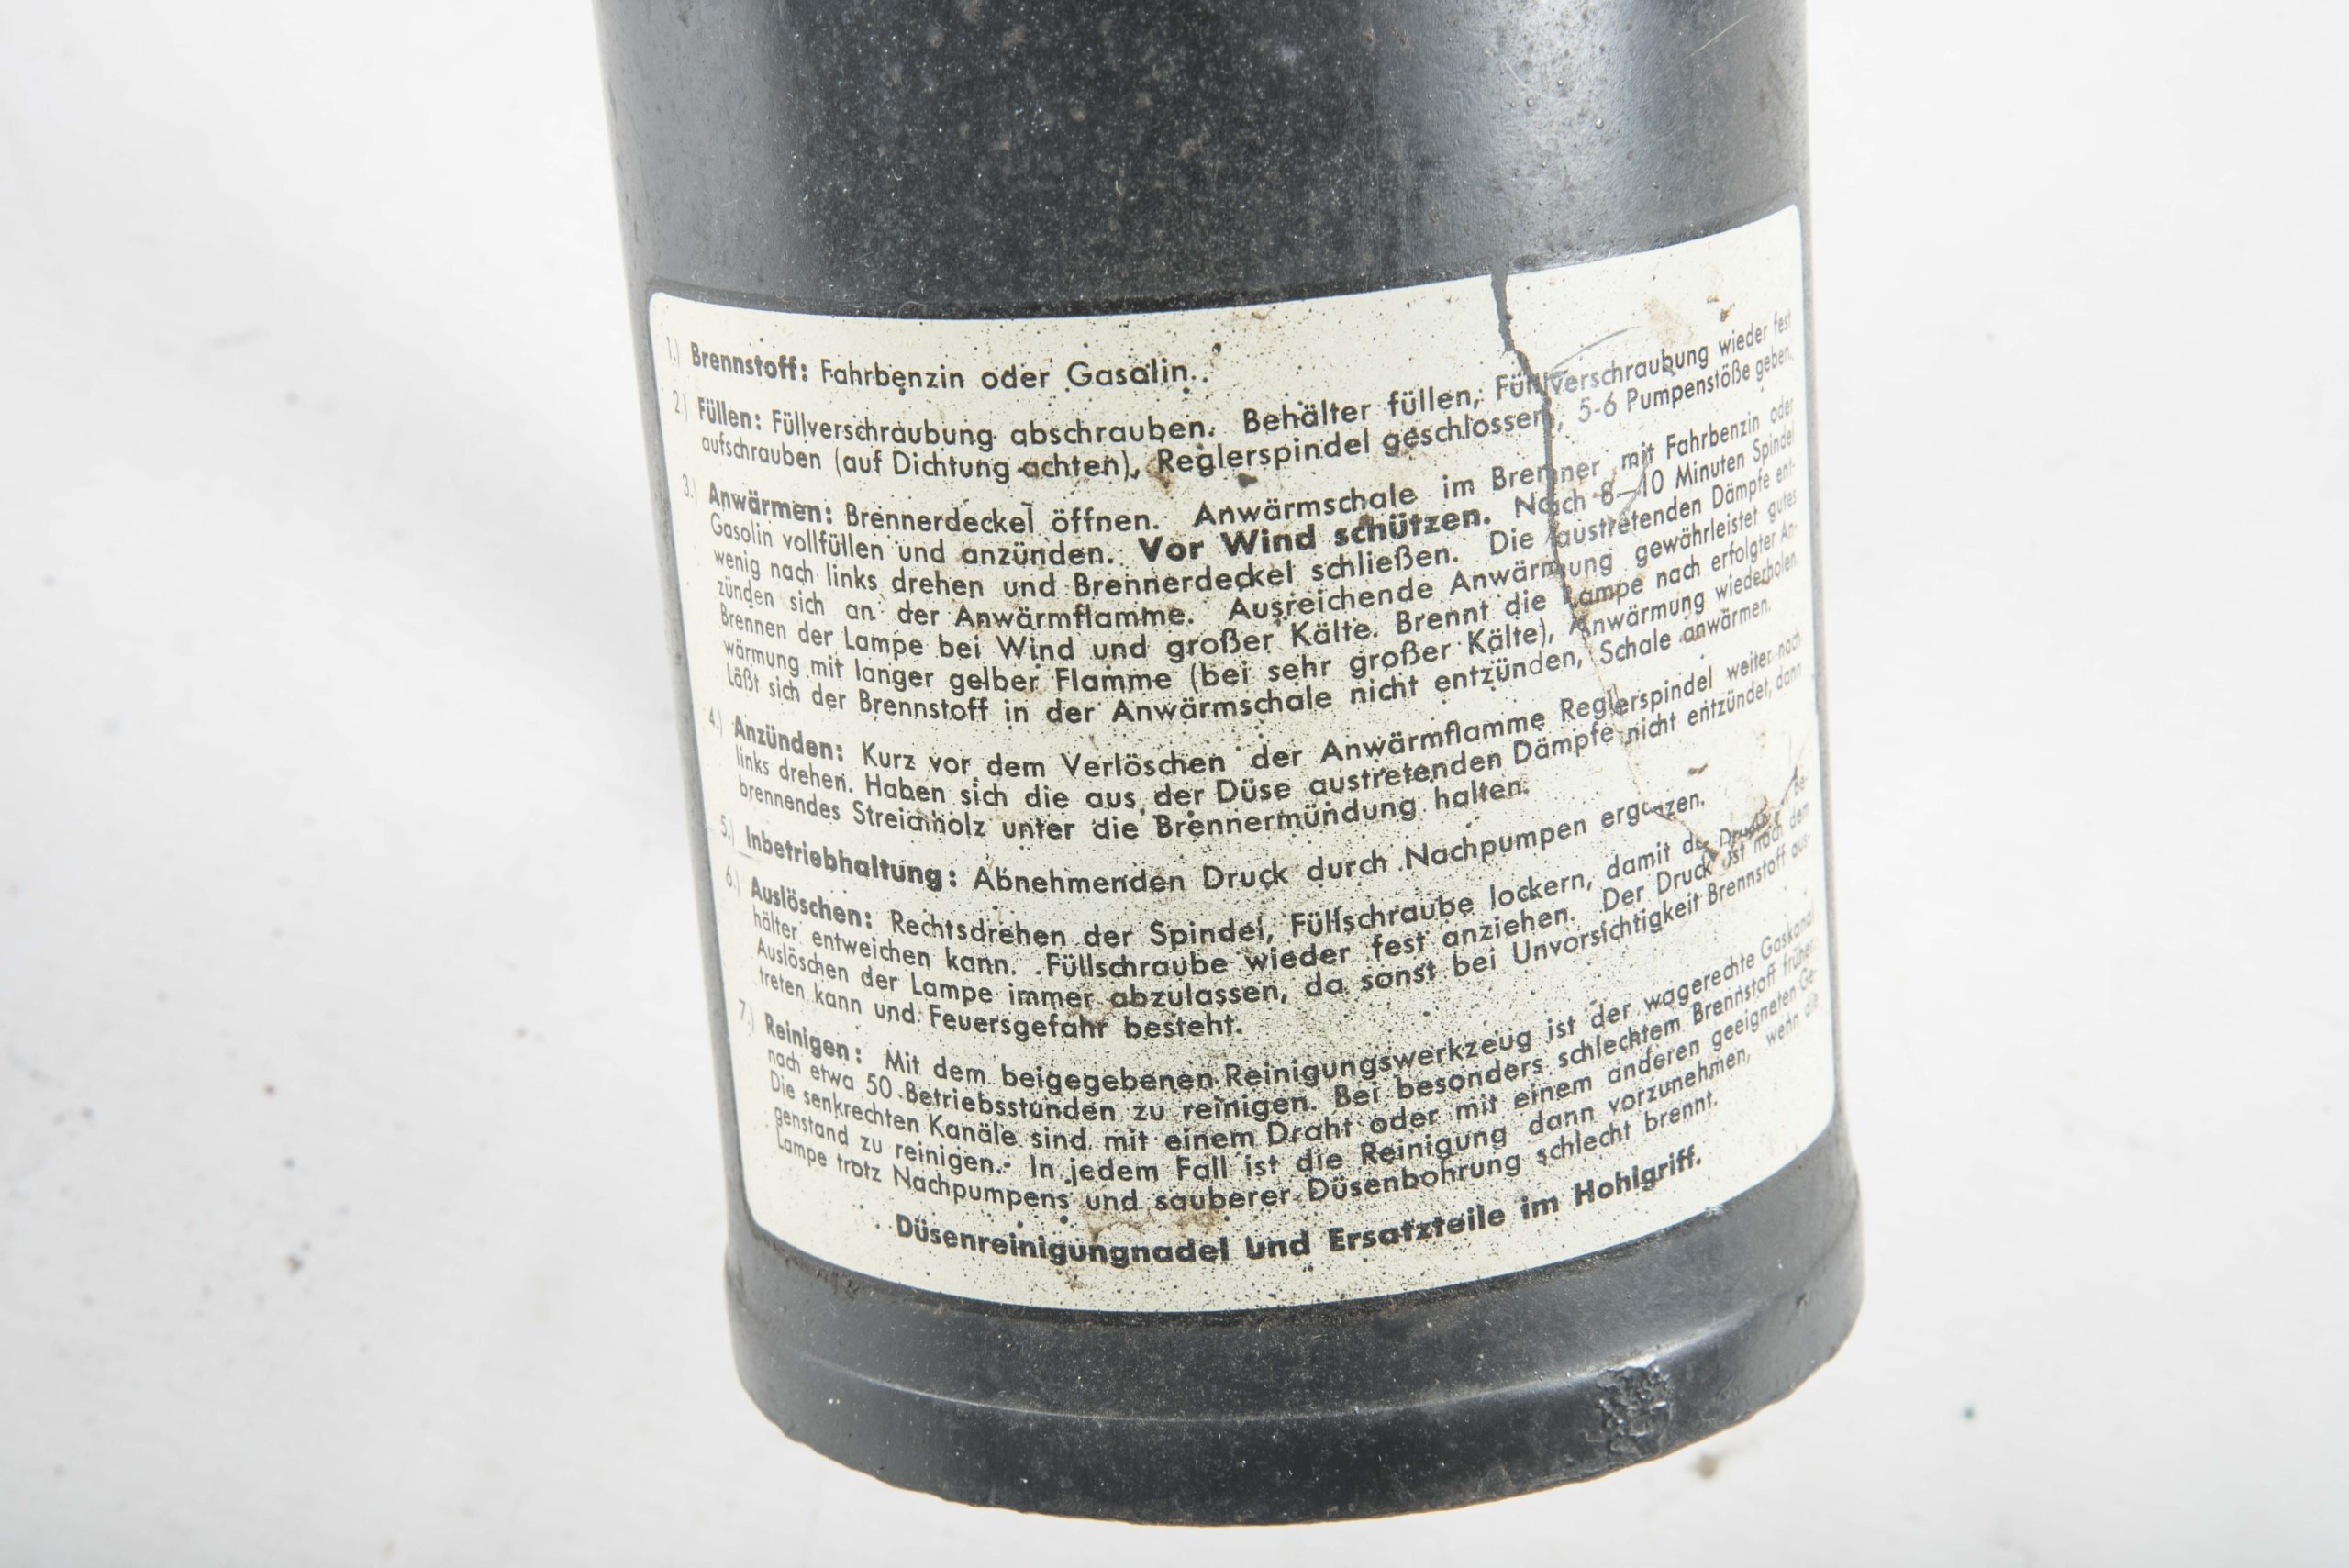 1.) Brennstoff: Fahrbenzin oder Gasolin.
2.) Füllen: Füllverschraubung abschrauben. Behälter füllen, Füllverschraubung wieder fest
aufschrauben (auf Dichtung achten), Reglerspindel geschlossen, 5-6 Pumpenstöße geben.
3.) Anwärmen: Brennerdeckel öffnen. Anwärmschale im Brenner mit Fahrbenzin oder
Gasolin vollfüllen und anzünden. Vor Wind schützen. Nach 8–10 Minuten Spindel
wenig nach links drehen und Brennerdeckel schließen. Die austretenden Dämpfe ent-
zünden sich an der Anwärmflamme. Ausreichende Anwärmung gewährleistet gutes
Brennen der Lampe bei Wind und großer Kälte. Brennt die Lampe nach erfolgter An-
wärmung mit langer gelber Flamme (bei sehr großer Kälte), Anwärmung wiederholen.
Läßt sich der Brennstoff in der Anwärmschale nicht entzünden, Schale anwärmen.
4.) Anzünden: Kurz vor dem Verlöschen der Anwärmflamme Reglerspindel weiter nach
links drehen. Haben sich die aus der Düse austretenden Dämpfe nicht entzündet, dann
brennendes Streichholz unter die Brennermündung halten.
5.) Inbetriebhaltung: Abnehmenden Druck durch Nachpumpen ergänzen.
6.) Auslöschen: Rechtsdrehen der Spindel, Füllschraube lockern, damit der Druck Be-
hälter entweichen kann. Füllschraube wieder fest anziehen. Der Druck ist nach dem
Auslöschen der Lampe immer abzulassen, da sonst bei Unvorsichtigkeit Brennstoff aus-
treten kann und Feuersgefahr besteht.
7.) Reinigen: Mit dem beigegebenen Reinigungswerkzeug ist der wagerechte Gaskanal
nach etwa 50 Betriebsstunden zu reinigen. Bei besonders schlechtem Brennstoff früher.
Die senkrechten Kanäle sind mit einem Draht oder mit einem anderen geeigneten Ge-
genstand zu reinigen. In jedem Fall ist die Reinigung dann vorzunehmen, wenn die
Lampe trotz Nachpumpens und sauberer Düsenbohrung schlecht brennt.
Düsenreinigungnadel und Ersatzteile im Hohlgriff.